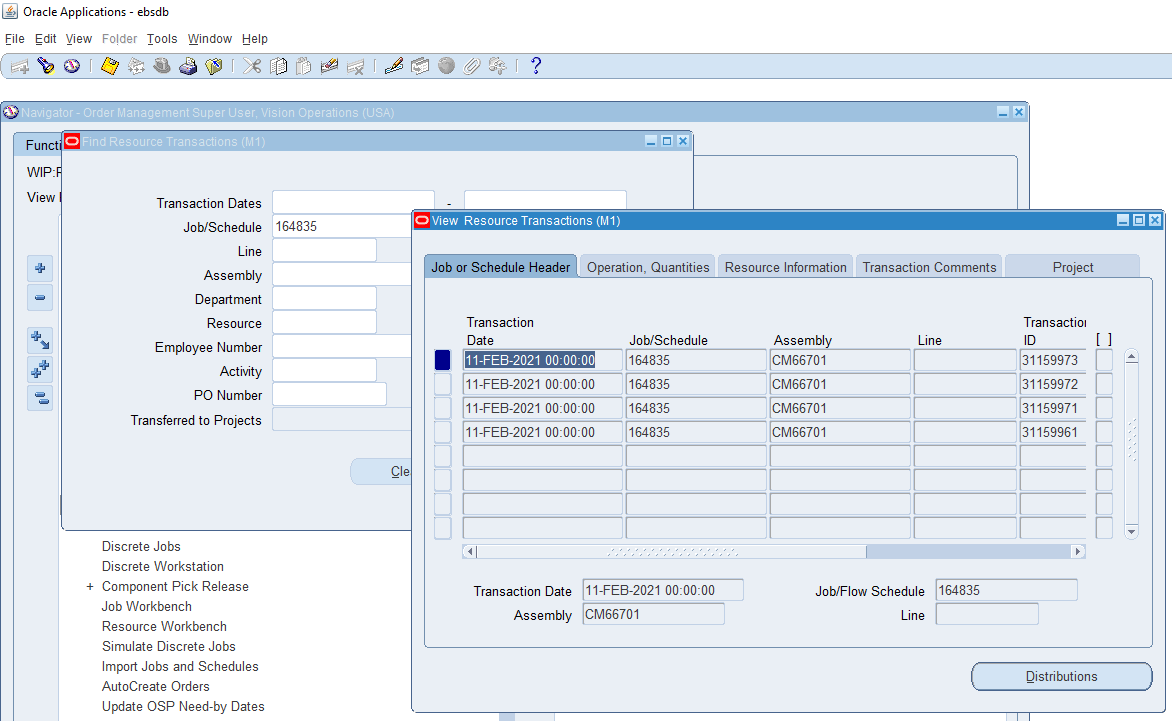 Oracle Applications - ebsdb
File Edit View Folder Tools Window Help
Navigator - Order Management Super User, Vision Operations (USA)
Functi
WIP:F
View
Find Resource Transactions (M1)
Transaction Dates -
Job/Schedule 164835
Line
Assembly
Department
Resource
Employee Number
Activity
PO Number
Transferred to Projects
Cle
Discrete Jobs
Discrete Workstation
+ Component Pick Release
Job Workbench
Resource Workbench
Simulate Discrete Jobs
Import Jobs and Schedules
AutoCreate Orders
Update OSP Need-by Dates
View Resource Transactions (M1)
Job or Schedule Header Operation, Quantities Resource Information Transaction Comments Project
Transaction Transaction
Date Job/Schedule Assembly Line ID [ ]
11-FEB-2021 00:00:00 164835 CM66701 31159973
11-FEB-2021 00:00:00 164835 CM66701 31159972
11-FEB-2021 00:00:00 164835 CM66701 31159971
11-FEB-2021 00:00:00 164835 CM66701 31159961
Transaction Date 11-FEB-2021 00:00:00 Job/Flow Schedule 164835
Assembly CM66701 Line
Distributions